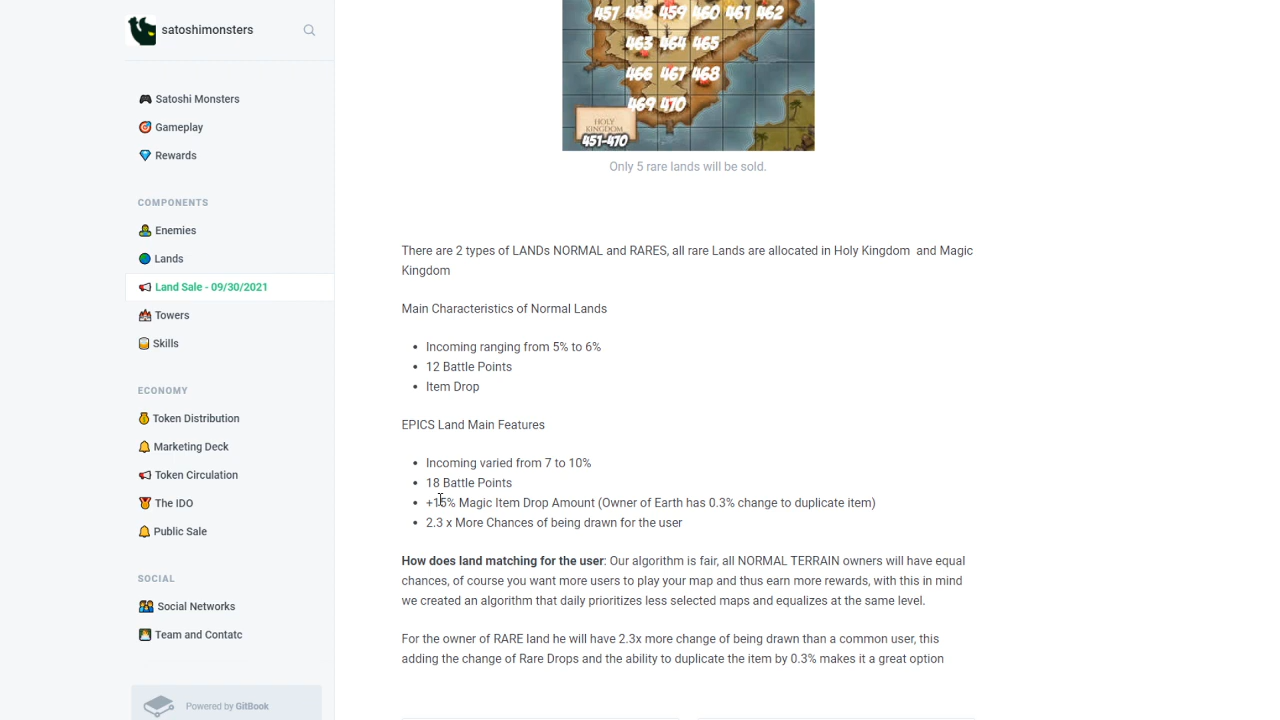 satoshimonsters
Satoshi Monsters
Gameplay
Rewards
COMPONENTS
Enemies
Lands
Land Sale - 09/30/2021
Towers
Skills
ECONOMY
Token Distribution
Marketing Deck
Token Circulation
The IDO
Public Sale
SOCIAL
Social Networks
Team and Contatc
Powered by GitBook
457 458 459 460 461 462
463 464 465
466 467 468
469 470
HOLY
KINGDOM
451-470
Only 5 rare lands will be sold.
There are 2 types of LANDs NORMAL and RARES, all rare Lands are allocated in Holy Kingdom and Magic
Kingdom
Main Characteristics of Normal Lands
• Incoming ranging from 5% to 6%
• 12 Battle Points
• Item Drop
EPICS Land Main Features
• Incoming varied from 7 to 10%
• 18 Battle Points
• +15% Magic Item Drop Amount (Owner of Earth has 0.3% change to duplicate item)
• 2.3 x More Chances of being drawn for the user
How does land matching for the user: Our algorithm is fair, all NORMAL TERRAIN owners will have equal
chances, of course you want more users to play your map and thus earn more rewards, with this in mind
we created an algorithm that daily prioritizes less selected maps and equalizes at the same level.
For the owner of RARE land he will have 2.3x more change of being drawn than a common user, this
adding the change of Rare Drops and the ability to duplicate the item by 0.3% makes it a great option